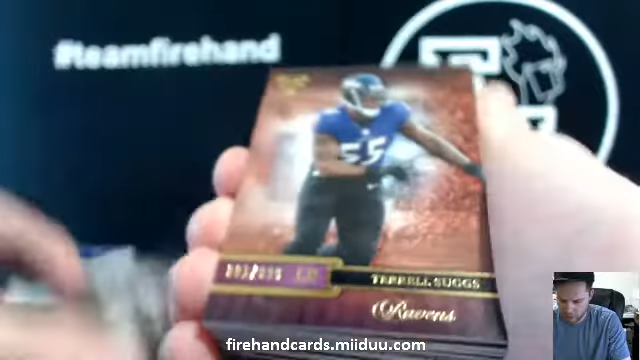 #teamfirehand
55
TERRELL SUGGS
Ravens
firehandcards.miiduu.com